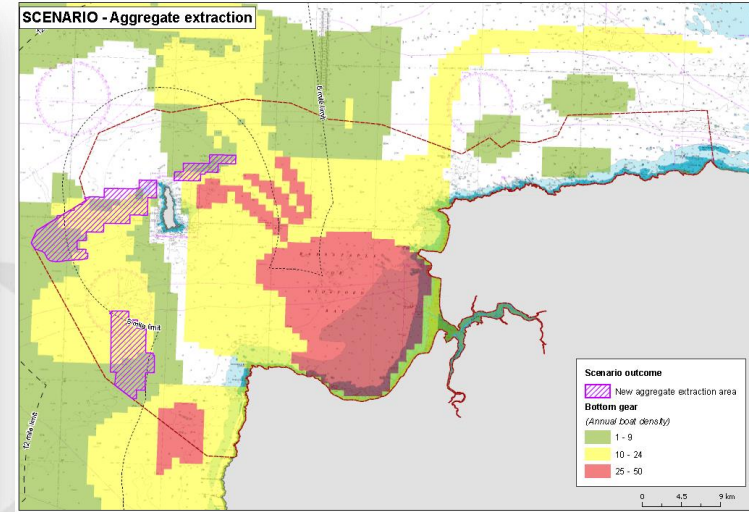 SCENARIO - Aggregate extraction
6 mile limit
6 mile limit
12 mile limit
Scenario outcome
New aggregate extraction area
Bottom gear
(Annual boat density)
1 - 9
10 - 24
25 - 50
0 4.5 9 km